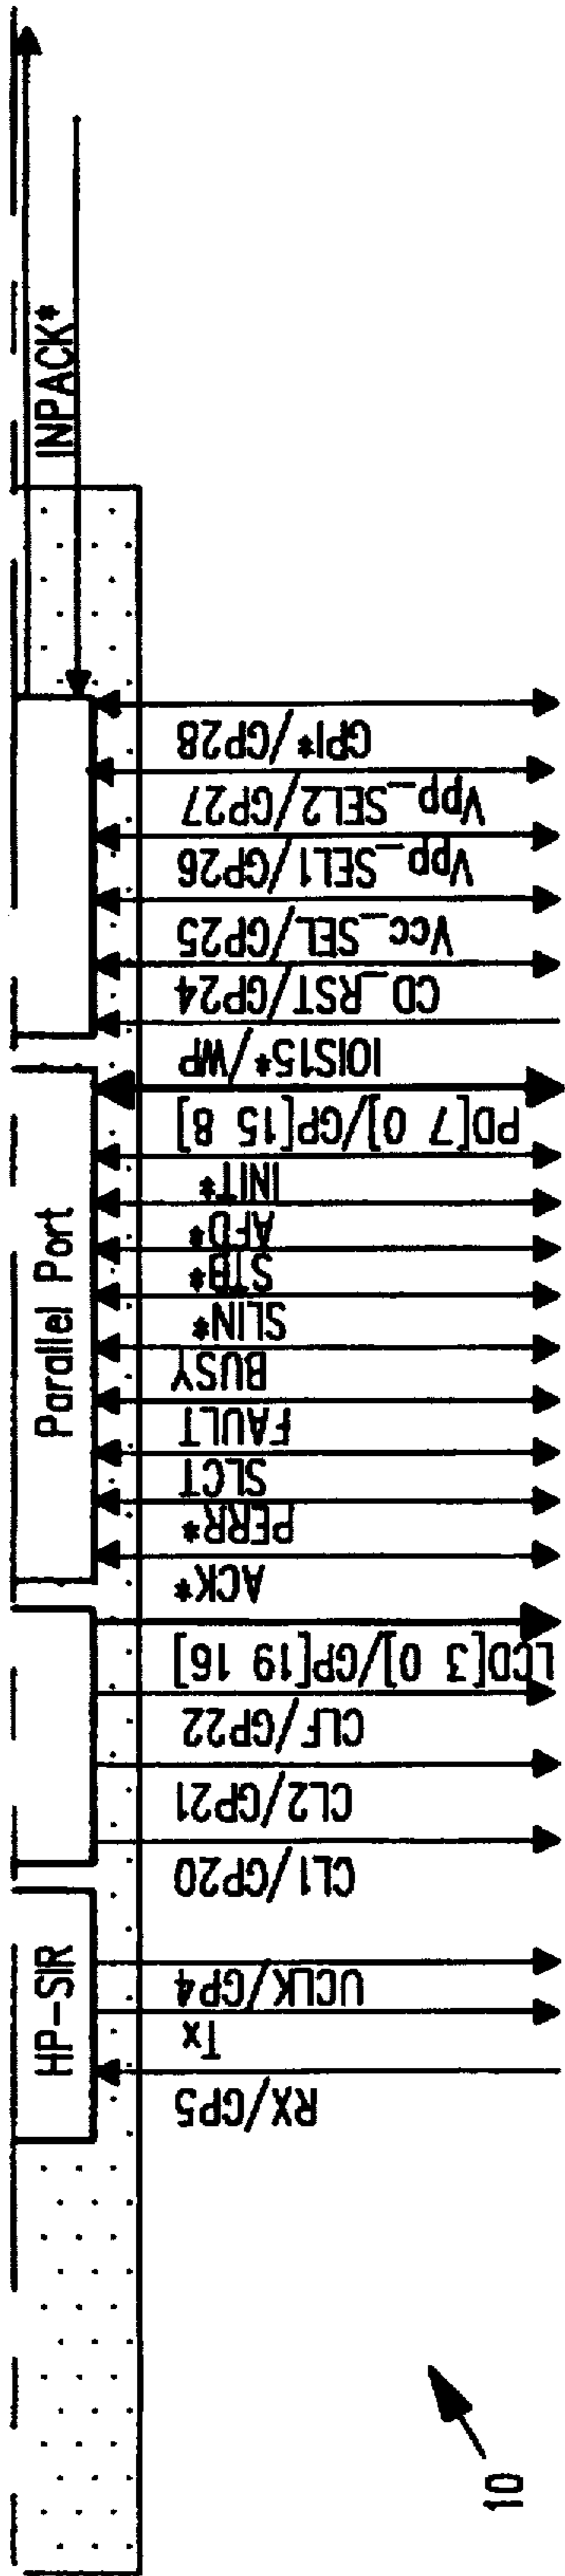 INPACK*
HP-SIR
Parallel Port
RX/GP5
Tx
UCLK/GP4
CL1/GP20
CL2/GP21
CLF/GP22
LCD[3 0]/GP[19 16]
ACK*
PERR*
SLCT
FAULT
BUSY
SLIN*
STB*
AFD*
INIT*
PD[7 0]/GP[15 8]
IOIS15*/WP
CD_RST/GP24
Vcc_SEL/GP25
Vpp_SEL1/GP26
Vpp_SEL2/GP27
GPI*/GP28
10